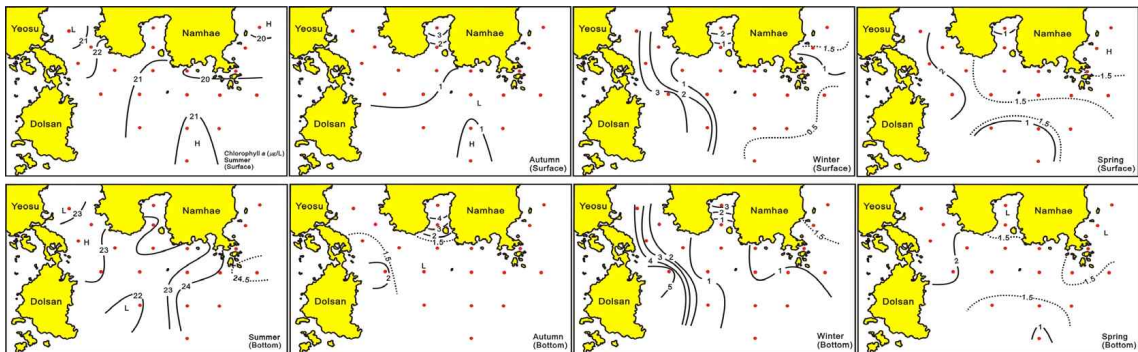 Yeosu
L
21
22
Namhae
H
20
20
21
21
H
Dolsan
Chlorophyll a (μg/L)
Summer
(Surface)
Yeosu
3
2
Namhae
1
L
1
H
Dolsan
Autumn
(Surface)
Yeosu
2
1
Namhae
1.5
1
3
2
0.5
Dolsan
Winter
(Surface)
Yeosu
1
Namhae
H
2
1.5
1.5
1
Dolsan
Spring
(Surface)
Yeosu
L
23
H
23
Namhae
24.5
22
L
23
24
Dolsan
Summer
(Bottom)
Yeosu
4
3
2
1.5
Namhae
1.5
2
L
Dolsan
Autumn
(Bottom)
Yeosu
3
2
1
Namhae
1.5
4
3
2
5
1
1
Dolsan
Winter
(Bottom)
Yeosu
L
Namhae
L
1.5
2
1.5
1.5
1
Dolsan
Spring
(Bottom)